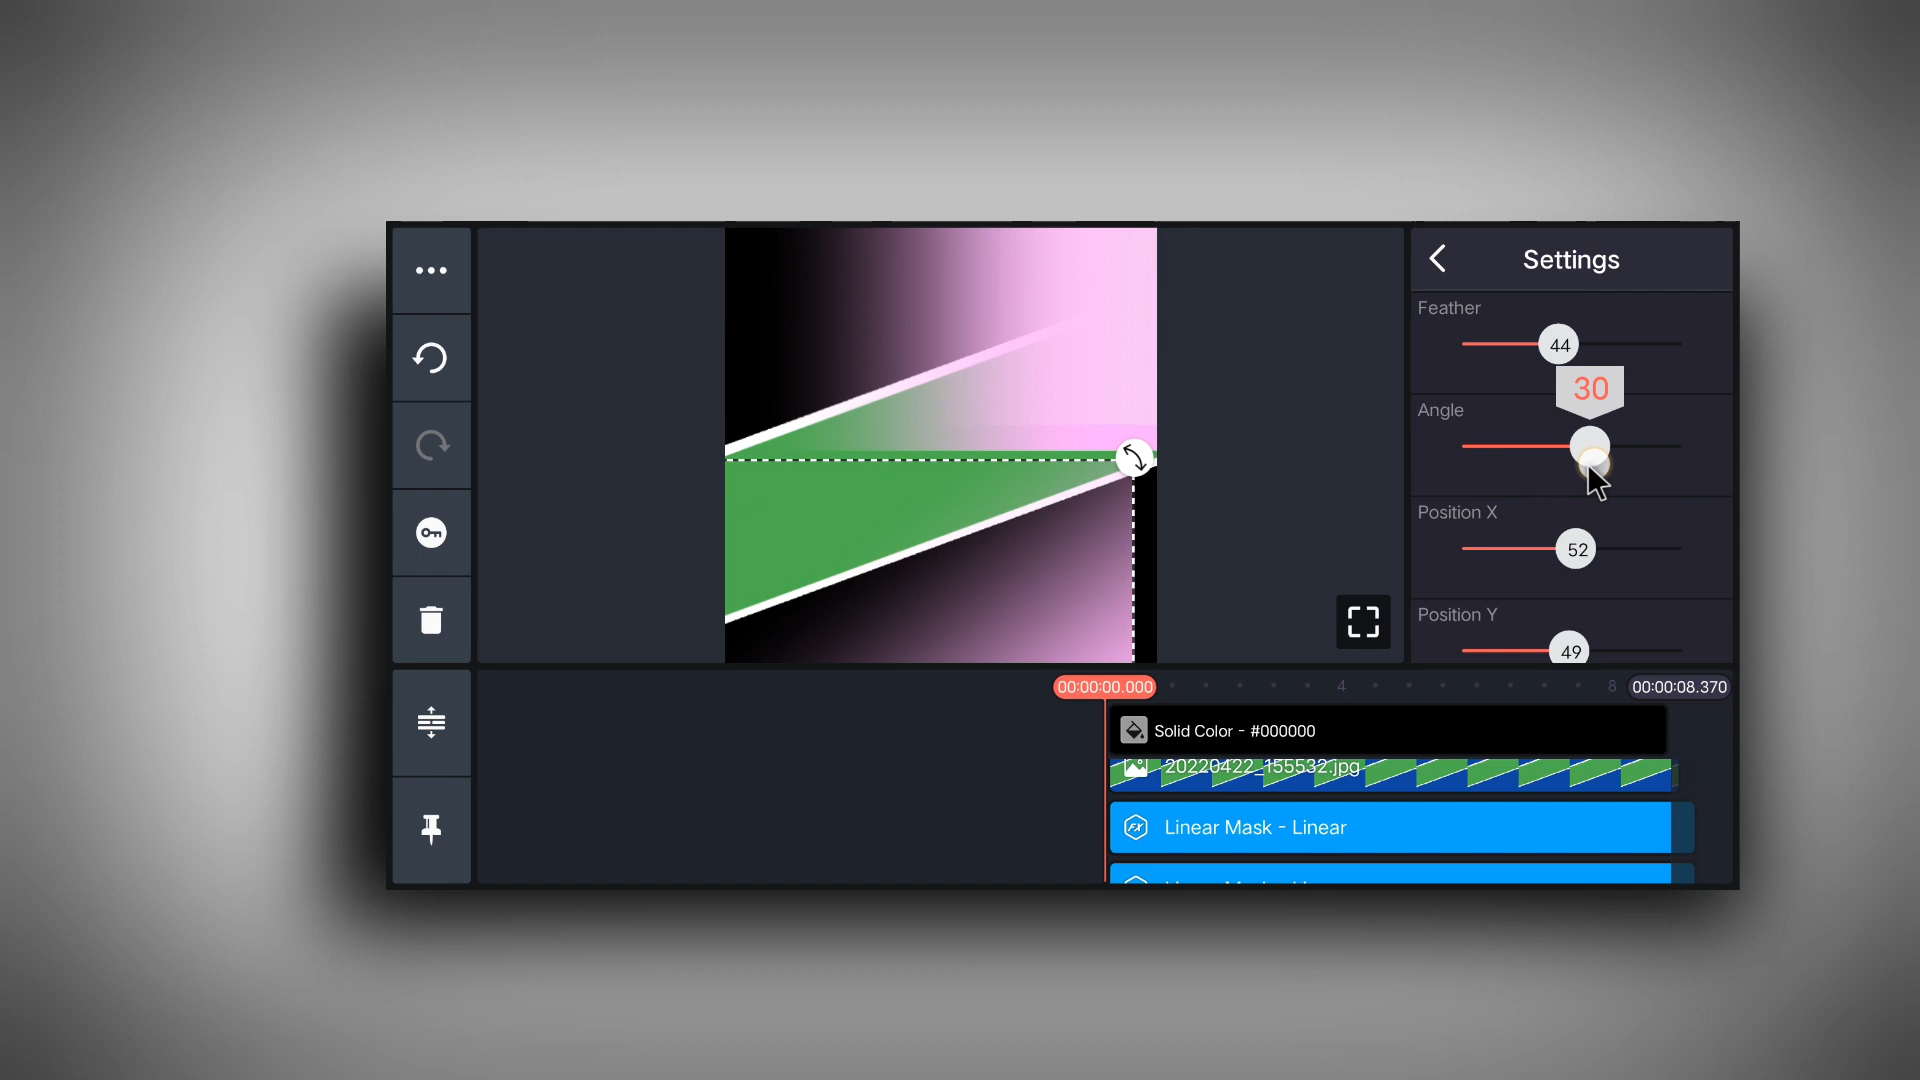 Settings
Feather
44
30
Angle
Position X
52
Position Y
49
00:00:00.000
4
8
00:00:08.370
Solid Color - #000000
20220422_155532.jpg
FX
Linear Mask - Linear